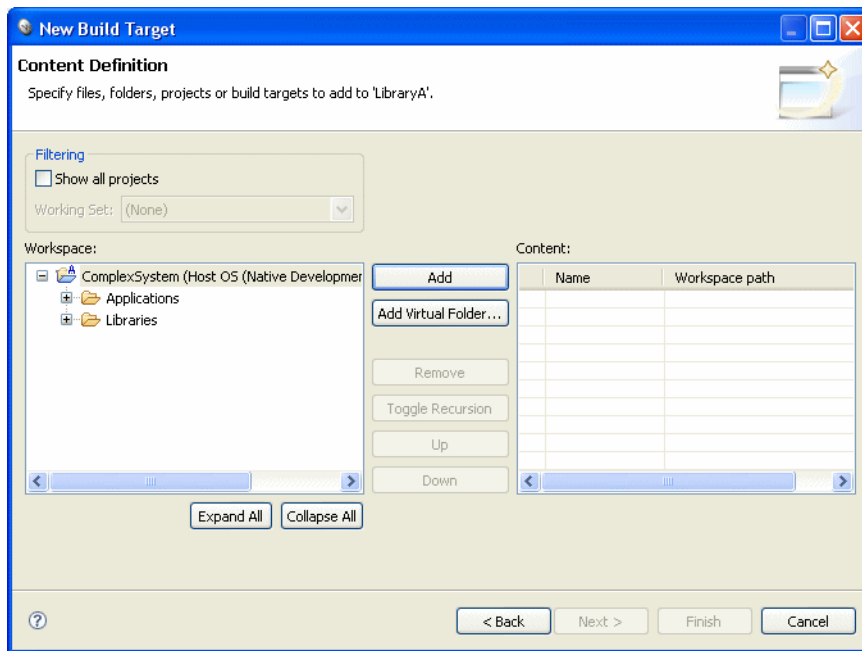 New Build Target
Content Definition
Specify files, folders, projects or build targets to add to 'LibraryA'.
Filtering
Show all projects
Working Set: (None)
Workspace:
Content:
ComplexSystem (Host OS (Native Developmer
Applications
Libraries
Add
Add Virtual Folder...
Remove
Toggle Recursion
Up
Down
Name Workspace path
Expand All Collapse All
? < Back Next > Finish Cancel